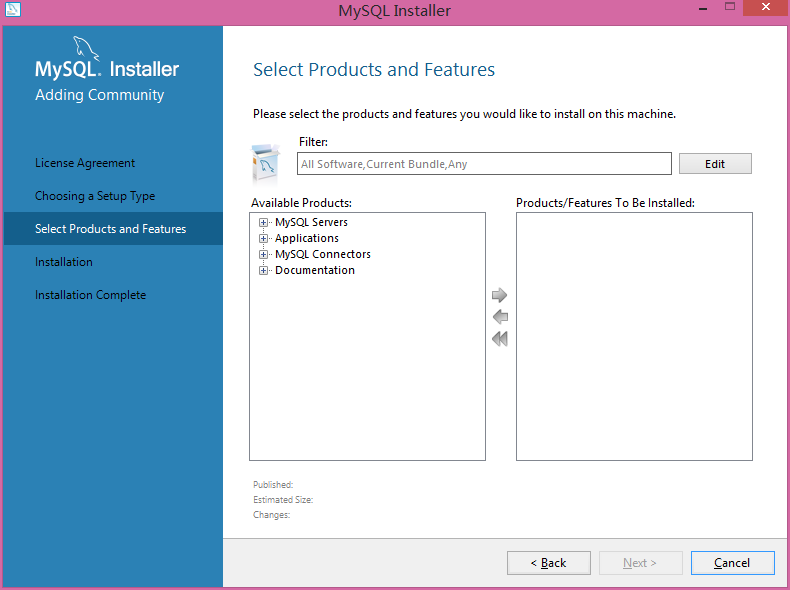 MySQL Installer
MySQL. Installer
Adding Community
License Agreement
Choosing a Setup Type
Select Products and Features
Installation
Installation Complete
Select Products and Features
Please select the products and features you would like to install on this machine.
Filter:
All Software,Current Bundle,Any
Edit
Available Products:
MySQL Servers
Applications
MySQL Connectors
Documentation
Products/Features To Be Installed:
Published:
Estimated Size:
Changes:
< Back
Next >
Cancel